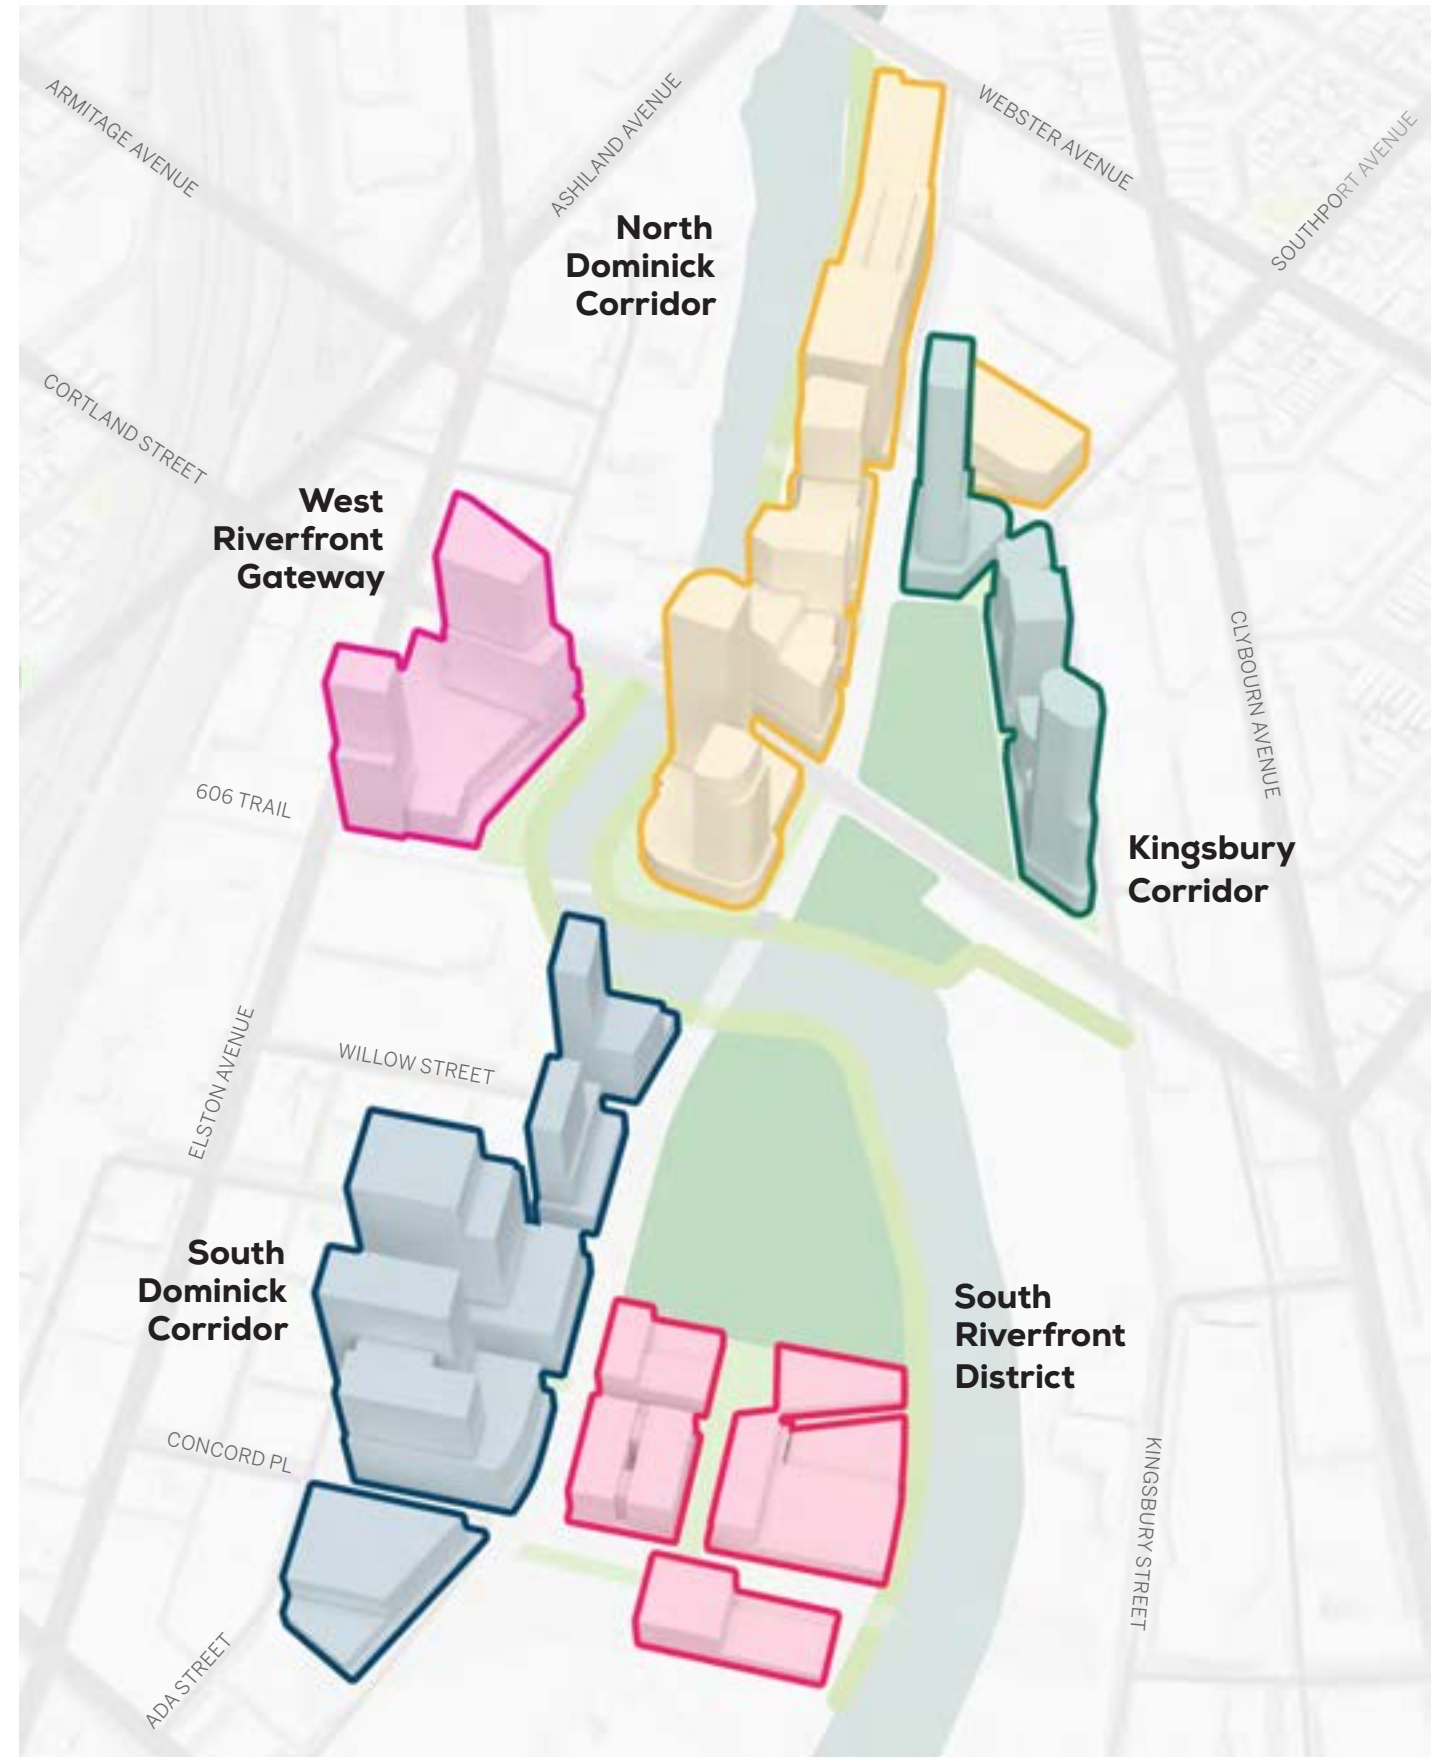 ARMITAGE AVENUE
ASHILAND AVENUE
WEBSTER AVENUE
SOUTHPORT AVENUE
North
Dominick
Corridor
CORTLAND STREET
West
Riverfront
Gateway
CLYBOURN AVENUE
606 TRAIL
Kingsbury
Corridor
ELSTON AVENUE
WILLOW STREET
South
Dominick
Corridor
South
Riverfront
District
CONCORD PL
KINGSBURY STREET
ADA STREET